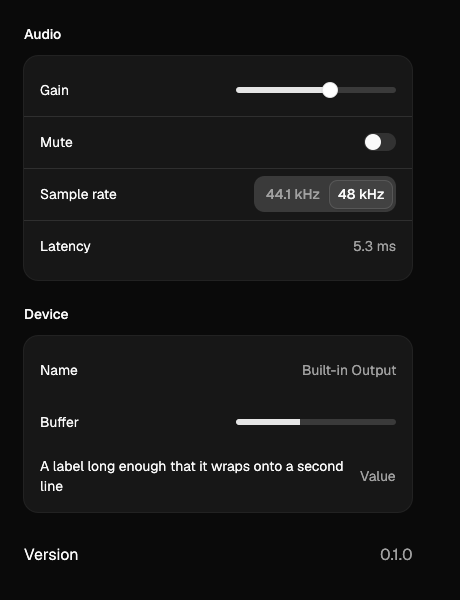 Audio
Gain
Mute
Sample rate 44.1 kHz 48 kHz
Latency 5.3 ms
Device
Name Built-in Output
Buffer
A label long enough that it wraps onto a second
line
Value
Version 0.1.0